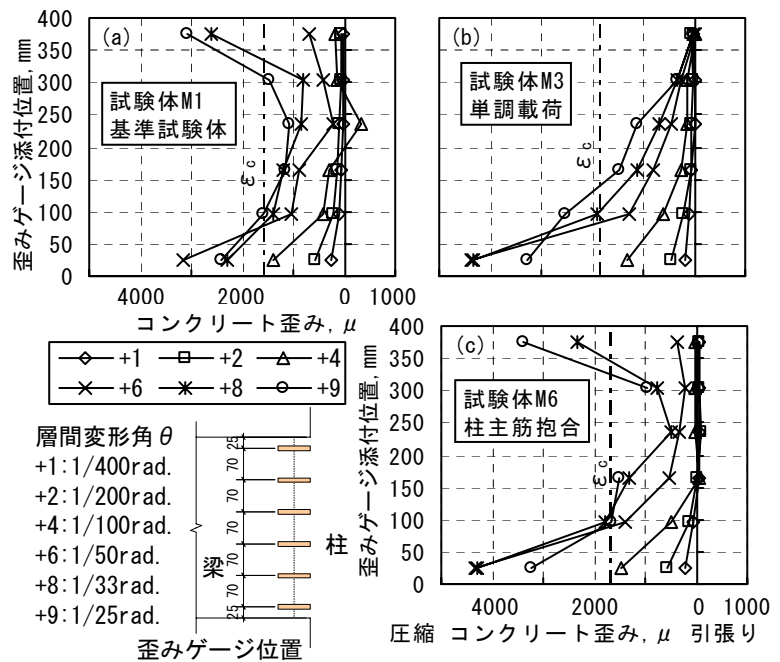 歪みゲージ添付位置, mm
400
350
300
250
200
150
100
50
0
(a)
試験体M1
基準試験体
εc
4000 2000 0 1000
コンクリート歪み, μ
(b)
試験体M3
単調載荷
εc
+1 +2 +4
+6 +8 +9
層間変形角θ
+1:1/400rad.
+2:1/200rad.
+4:1/100rad.
+6:1/50rad.
+8:1/33rad.
+9:1/25rad.
25
70
70
70
70
70
25
梁
柱
歪みゲージ位置
歪みゲージ添付位置, mm
400
350
300
250
200
150
100
50
0
(c)
試験体M6
柱主筋抱合
εc
4000 2000 0 1000
圧縮 コンクリート歪み, μ 引張り